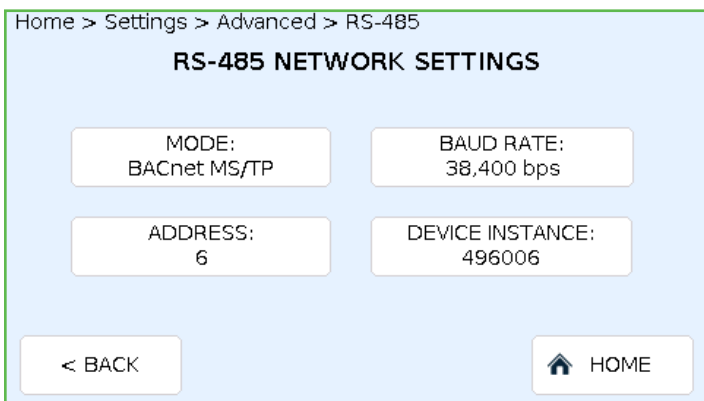 Home > Settings > Advanced > RS-485
RS-485 NETWORK SETTINGS
MODE:
BACnet MS/TP
BAUD RATE:
38,400 bps
ADDRESS:
6
DEVICE INSTANCE:
496006
< BACK
HOME